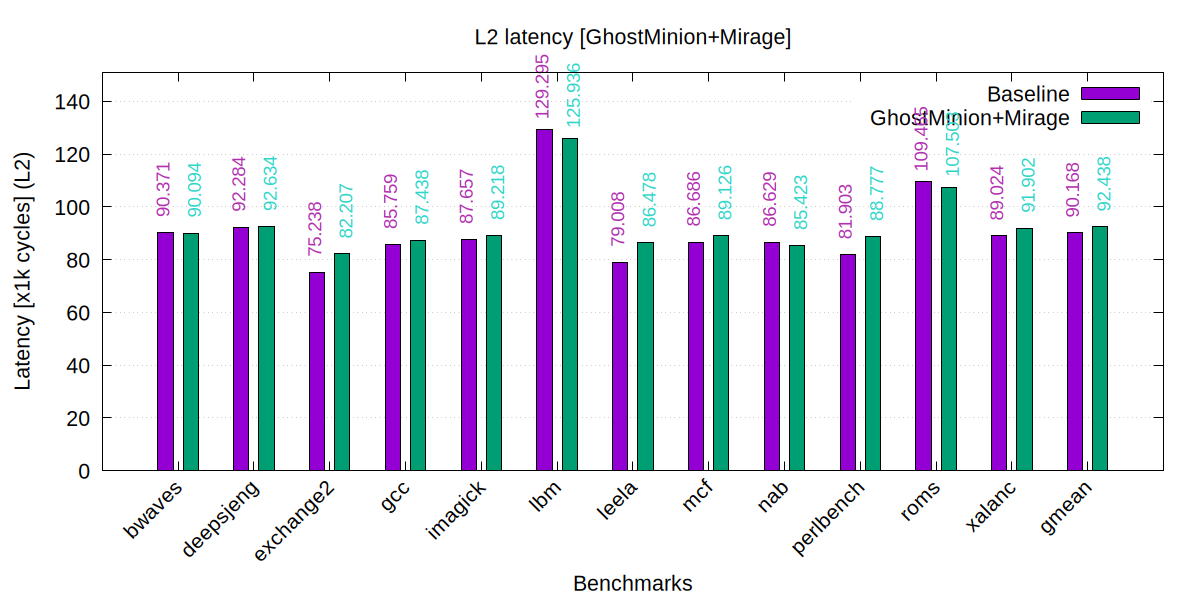 L2 latency [GhostMinion+Mirage]
Latency [x1k cycles] (L2)
140
120
100
80
60
40
20
0
Baseline
GhostMinion+Mirage
90.371
90.094
92.284
92.634
75.238
82.207
85.759
87.438
87.657
89.218
129.295
125.936
79.008
86.478
86.686
89.126
86.629
85.423
81.903
88.777
89.024
91.902
90.168
92.438
bwaves
deepsjeng
exchange2
gcc
imagick
lbm
leela
mcf
nab
perlbench
roms
xalanc
gmean
Benchmarks